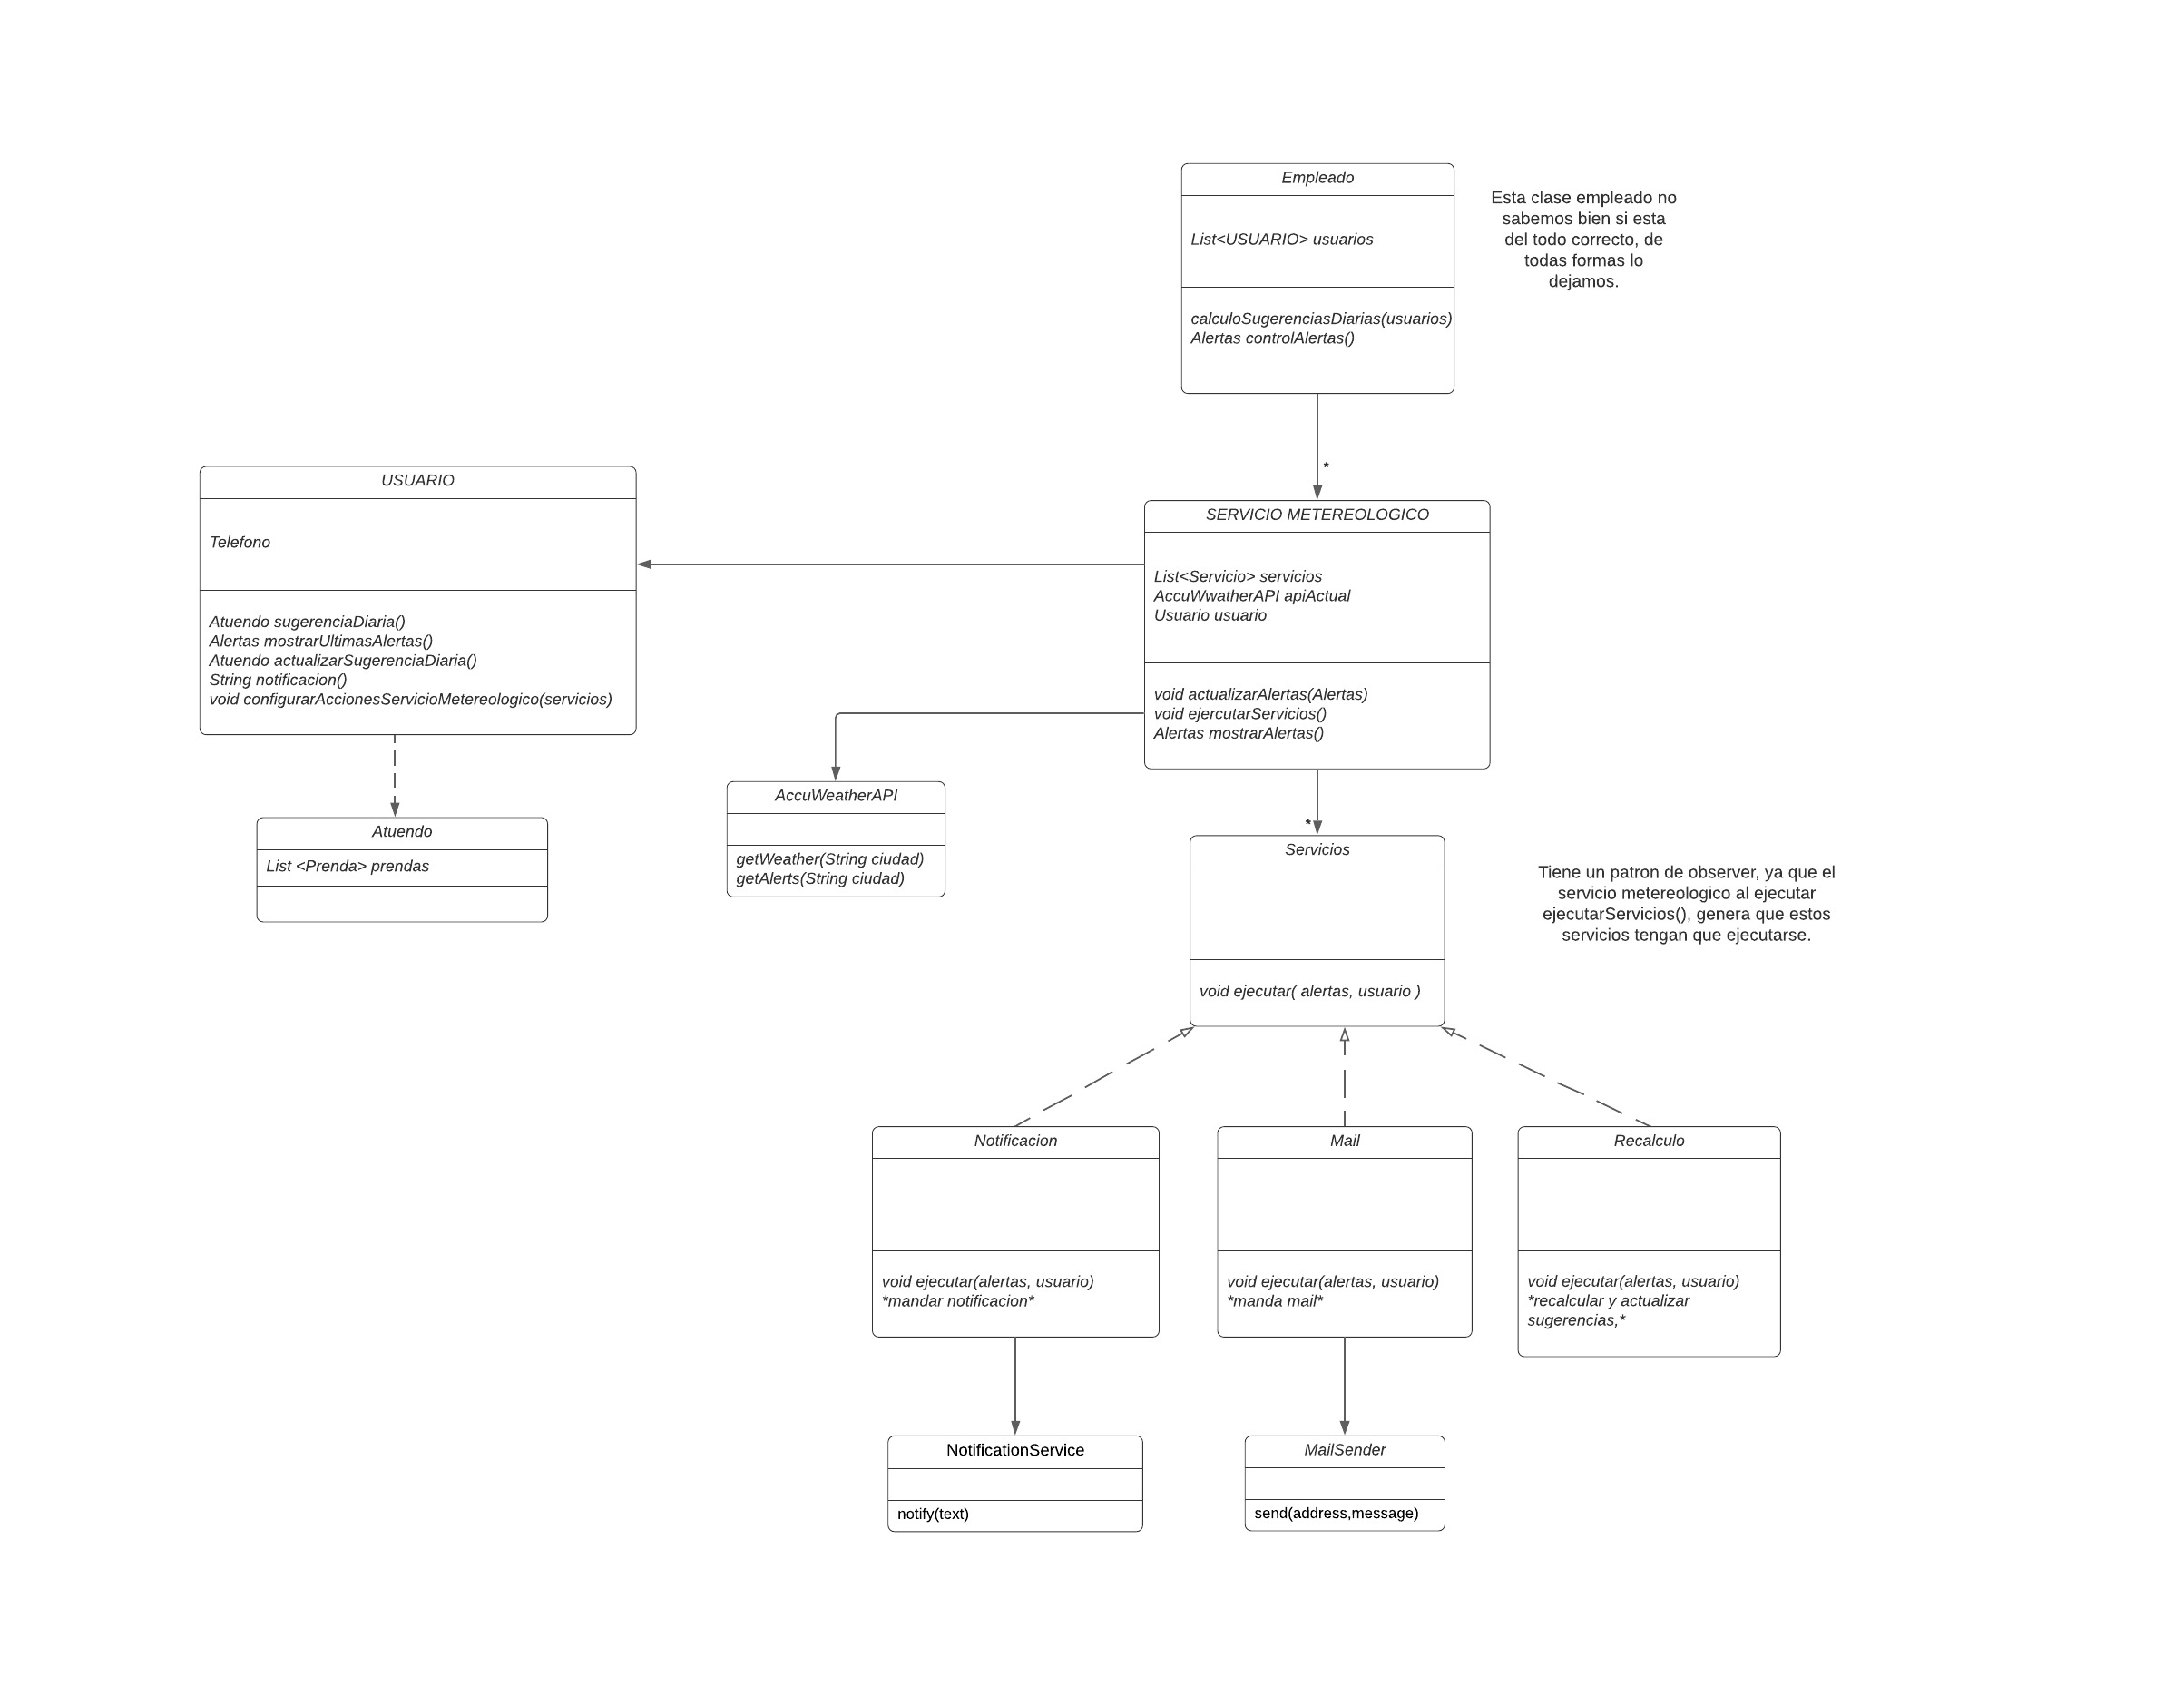 Empleado
List<USUARIO> usuarios
calculoSugerenciasDiarias(usuarios)
Alertas controlAlertas()
Esta clase empleado no
sabemos bien si esta
del todo correcto, de
todas formas lo
dejamos.
*
USUARIO
Telefono
Atuendo sugerenciaDiaria()
Alertas mostrarUltimasAlertas()
Atuendo actualizarSugerenciaDiaria()
String notificacion()
void configurarAccionesServicioMetereologico(servicios)
SERVICIO METEREOLOGICO
List<Servicio> servicios
AccuWwatherAPI apiActual
Usuario usuario
void actualizarAlertas(Alertas)
void ejercutarServicios()
Alertas mostrarAlertas()
Atuendo
List <Prenda> prendas
AccuWeatherAPI
getWeather(String ciudad)
getAlerts(String ciudad)
*
Servicios
void ejecutar( alertas, usuario )
Tiene un patron de observer, ya que el
servicio metereologico al ejecutar
ejecutarServicios(), genera que estos
servicios tengan que ejecutarse.
Notificacion
void ejecutar(alertas, usuario)
*mandar notificacion*
Mail
void ejecutar(alertas, usuario)
*manda mail*
Recalculo
void ejecutar(alertas, usuario)
*recalcular y actualizar
sugerencias,*
NotificationService
notify(text)
MailSender
send(address,message)